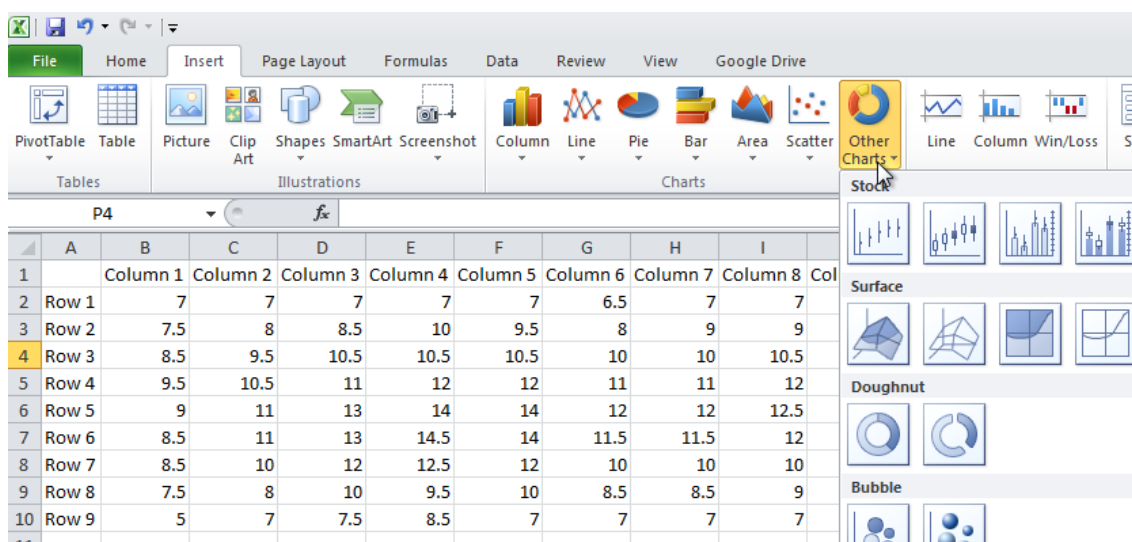 File Home Insert Page Layout Formulas Data Review View Google Drive
PivotTable Table Picture Clip Art Shapes SmartArt Screenshot Column Line Pie Bar Area Scatter Other Charts Line Column Win/Loss
Tables Illustrations Charts
P4 fx
Stock
Surface
Doughnut
Bubble
A B C D E F G H I
1 Column 1 Column 2 Column 3 Column 4 Column 5 Column 6 Column 7 Column 8 Col
2 Row 1 7 7 7 7 7 6.5 7 7
3 Row 2 7.5 8 8.5 10 9.5 8 9 9
4 Row 3 8.5 9.5 10.5 10.5 10.5 10 10 10.5
5 Row 4 9.5 10.5 11 12 12 11 11 12
6 Row 5 9 11 13 14 14 12 12 12.5
7 Row 6 8.5 11 13 14.5 14 11.5 11.5 12
8 Row 7 8.5 10 12 12.5 12 10 10 10
9 Row 8 7.5 8 10 9.5 10 8.5 8.5 9
10 Row 9 5 7 7.5 8.5 7 7 7 7